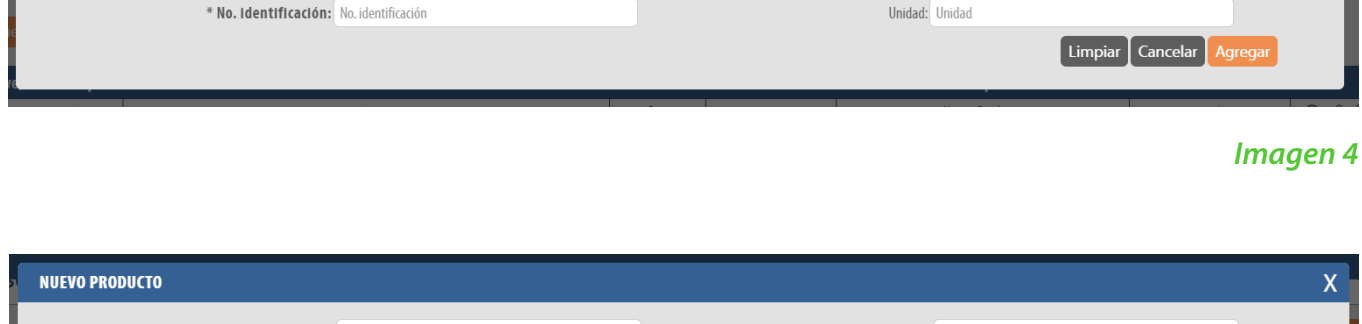 * No. Identificación: No. identificación Unidad: Unidad
Limpiar Cancelar Agregar
Imagen 4
NUEVO PRODUCTO X